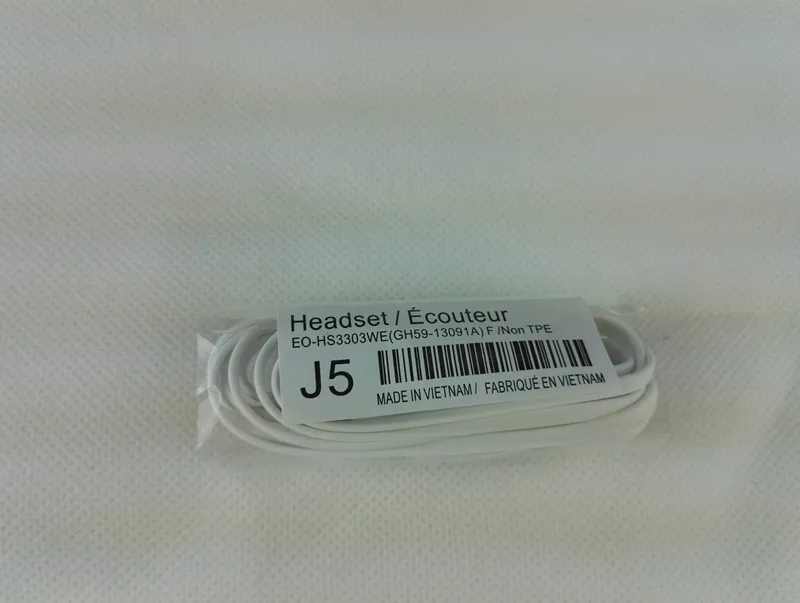 Headset / Écouteur
EO-HS3303WE(GH59-13091A) F /Non TPE
J5
MADE IN VIETNAM / FABRIQUÉ EN VIETNAM